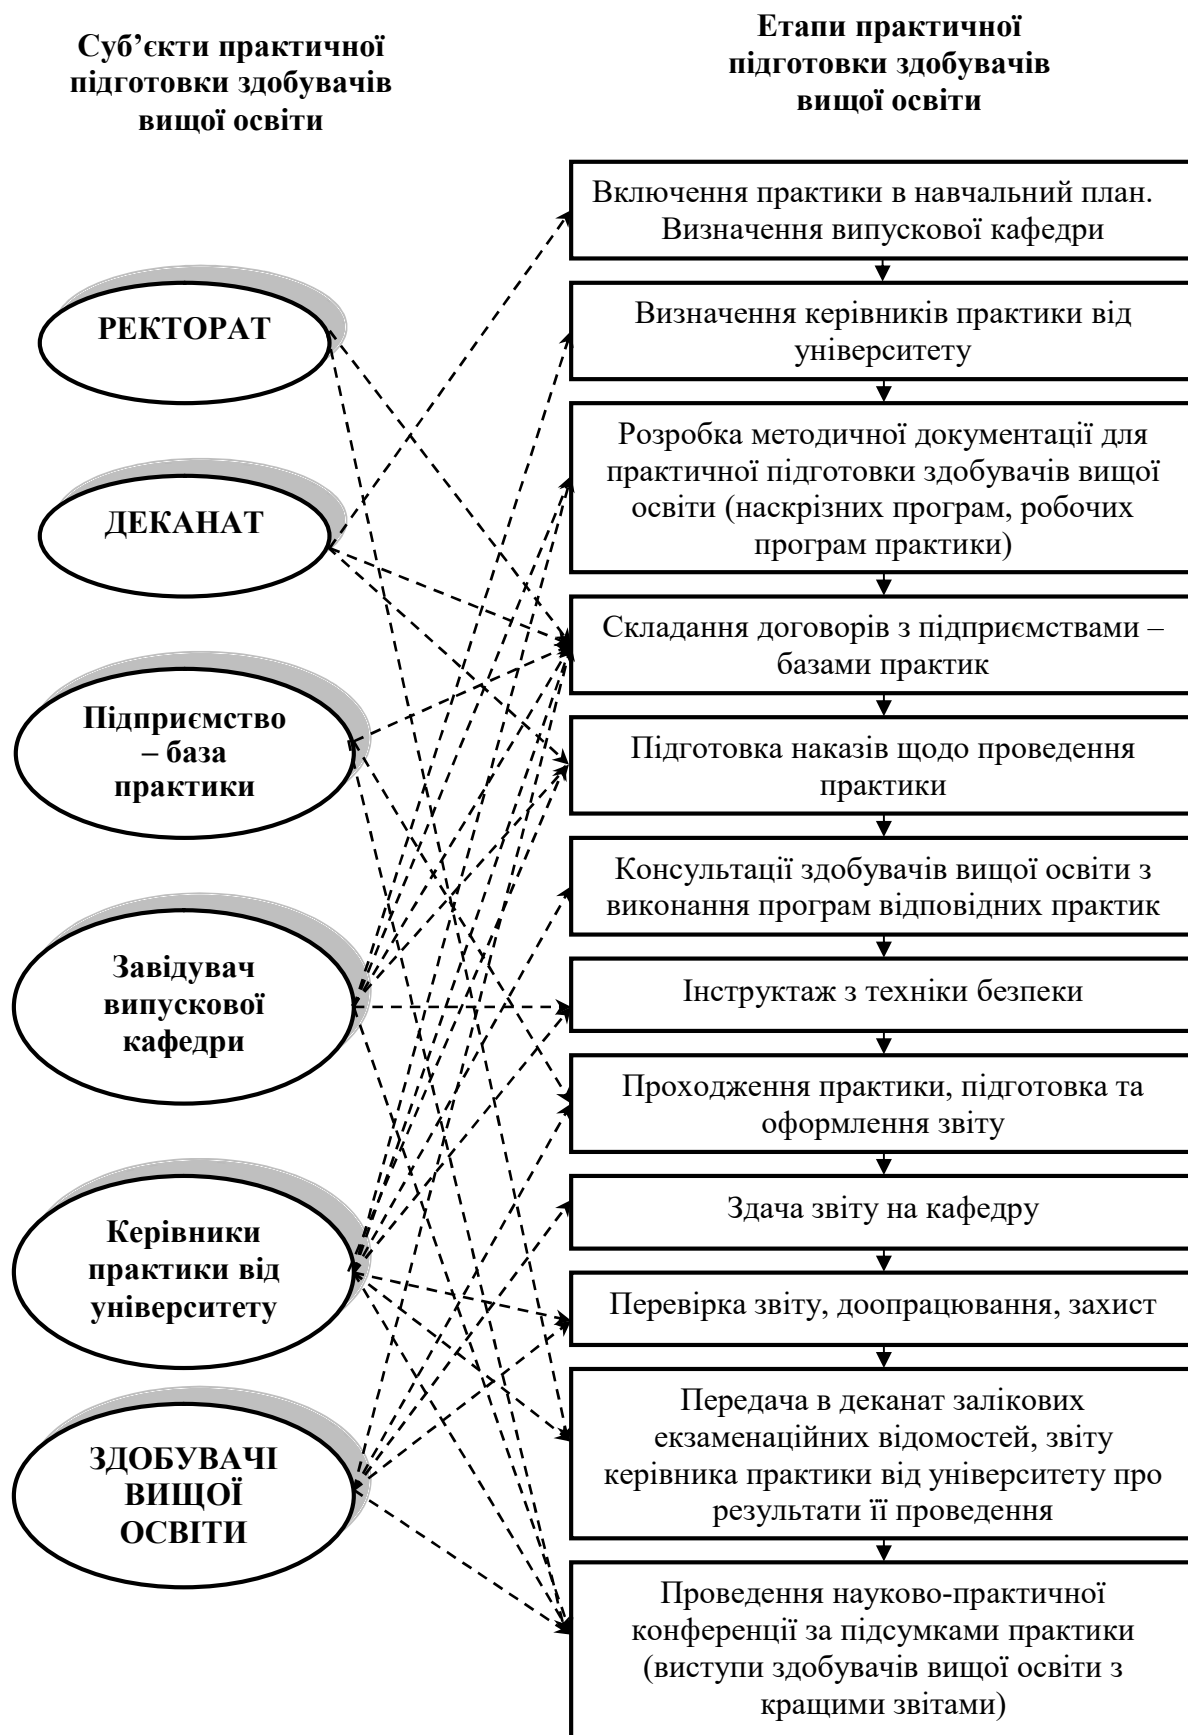 Суб’єкти практичної
підготовки здобувачів
вищої освіти
Етапи практичної
підготовки здобувачів
вищої освіти
РЕКТОРАТ
ДЕКАНАТ
Підприємство
– база
практики
Завідувач
випускової
кафедри
Керівники
практики від
університету
ЗДОБУВАЧІ
ВИЩОЇ
ОСВІТИ
Включення практики в навчальний план.
Визначення випускової кафедри
Визначення керівників практики від
університету
Розробка методичної документації для
практичної підготовки здобувачів вищої
освіти (наскрізних програм, робочих
програм практики)
Складання договорів з підприємствами –
базами практик
Підготовка наказів щодо проведення
практики
Консультації здобувачів вищої освіти з
виконання програм відповідних практик
Інструктаж з техніки безпеки
Проходження практики, підготовка та
оформлення звіту
Здача звіту на кафедру
Перевірка звіту, доопрацювання, захист
Передача в деканат залікових
екзаменаційних відомостей, звіту
керівника практики від університету про
результати її проведення
Проведення науково-практичної
конференції за підсумками практики
(виступи здобувачів вищої освіти з
кращими звітами)